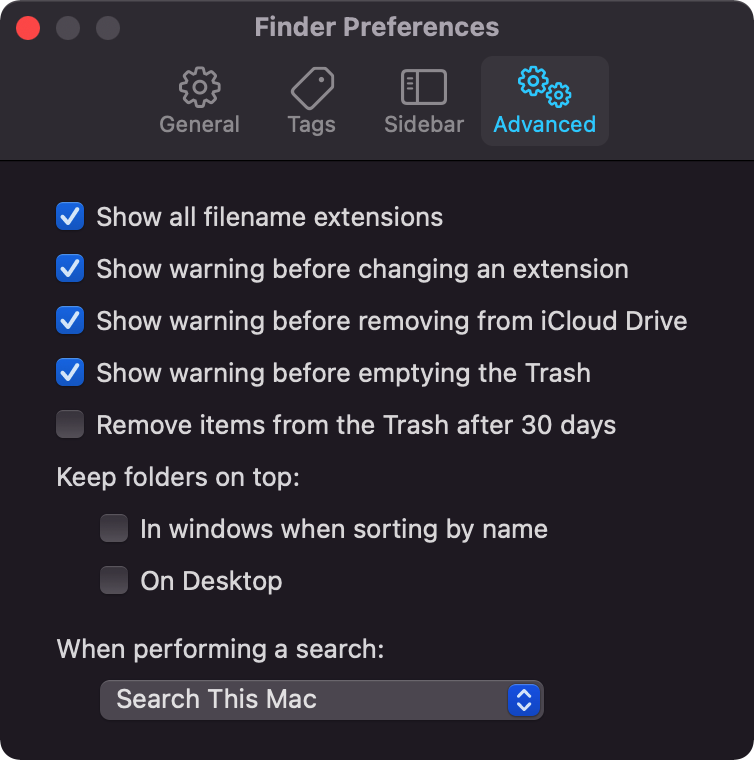 Finder Preferences
General
Tags
Sidebar
Advanced
Show all filename extensions
Show warning before changing an extension
Show warning before removing from iCloud Drive
Show warning before emptying the Trash
Remove items from the Trash after 30 days
Keep folders on top:
In windows when sorting by name
On Desktop
When performing a search:
Search This Mac